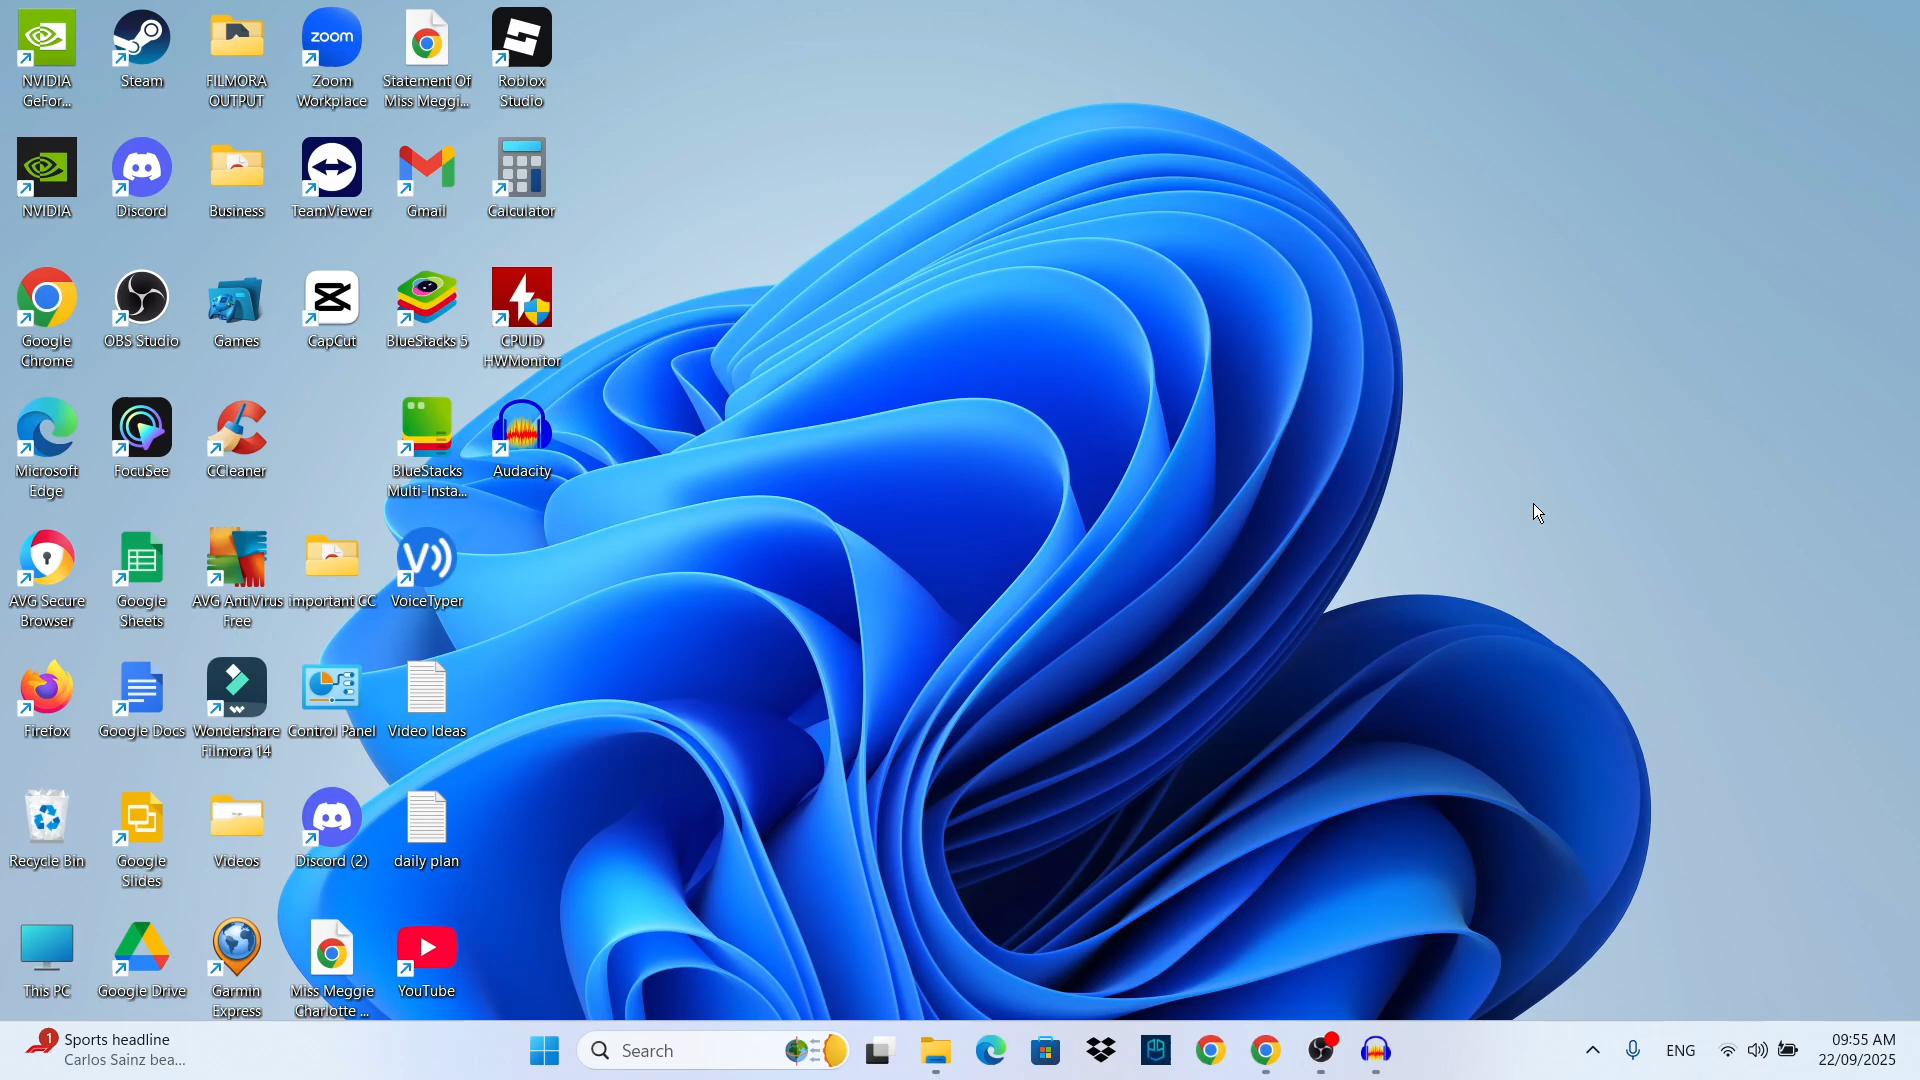 NVIDIA
GeFor...
Steam
FILMORA
OUTPUT
zoom
Zoom
Workplace
Statement Of
Miss Meggi...
Roblox
Studio
NVIDIA
Discord
Business
TeamViewer
Gmail
Calculator
Google
Chrome
OBS Studio
Games
CapCut
BlueStacks 5
CPUID
HWMonitor
Microsoft
Edge
FocuSee
CCleaner
BlueStacks
Multi-Insta...
Audacity
AVG Secure
Browser
Google
Sheets
AVG AntiVirus
Free
important CC
V
VoiceTyper
Firefox
Google Docs
Wondershare
Filmora 14
Control Panel
Video Ideas
Recycle Bin
Google
Slides
Videos
Discord (2)
daily plan
This PC
Google Drive
Garmin
Express
Miss Meggie
Charlotte ...
YouTube
1
Sports headline
Carlos Sainz bea...
Search
ENG
09:55 AM
22/09/2025